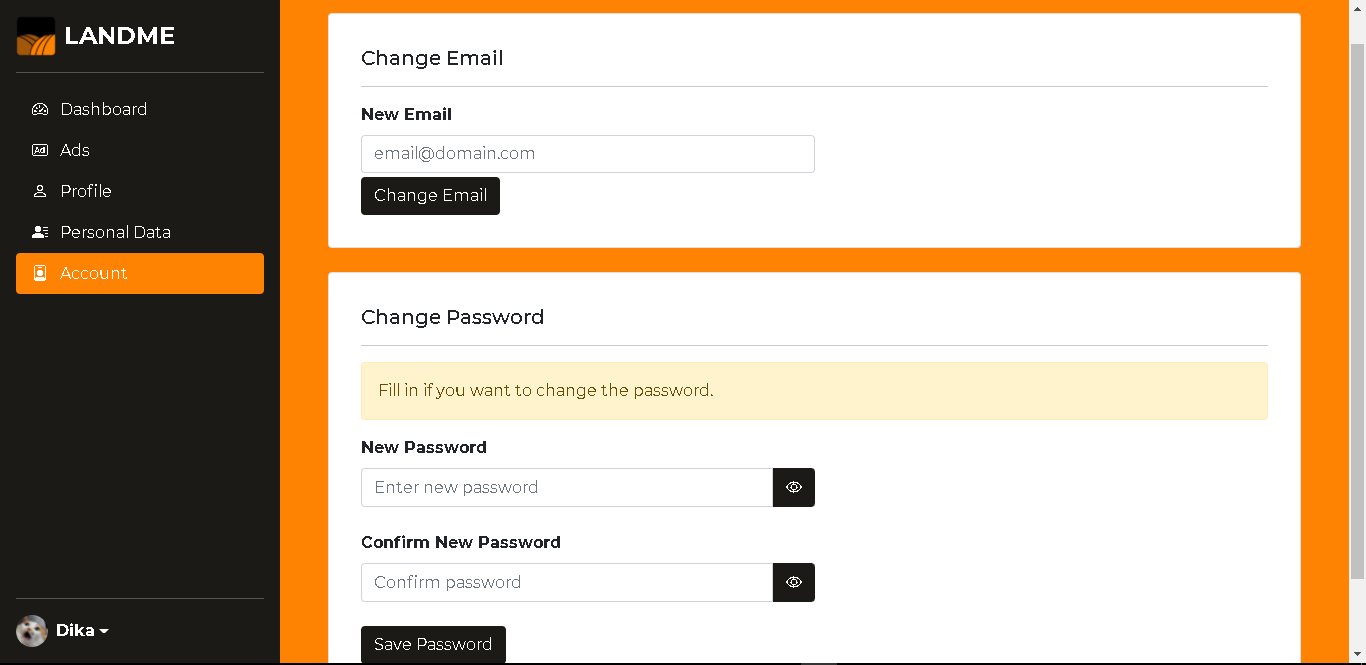 LANDME
Dashboard
Ads
Profile
Personal Data
Account
Dika
Change Email
New Email
email@domain.com
Change Email
Change Password
Fill in if you want to change the password.
New Password
Enter new password
Confirm New Password
Confirm password
Save Password